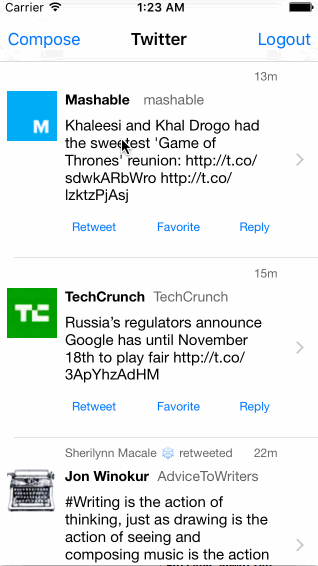 Carrier 1:23 AM
Compose Twitter Logout
13m
Mashable mashable
M
Khaleesi and Khal Drogo had
the sweetest 'Game of
Thrones' reunion: http://t.co/
sdwkARbWro http://t.co/
lzktzPjAsj
Retweet Favorite Reply
15m
TechCrunch TechCrunch
TC
Russia's regulators announce
Google has until November
18th to play fair http://t.co/
3ApYhzAdHM
Retweet Favorite Reply
Sherilynn Macale retweeted 22m
Jon Winokur AdviceToWriters
#Writing is the action of
thinking, just as drawing is the
action of seeing and
composing music is the action